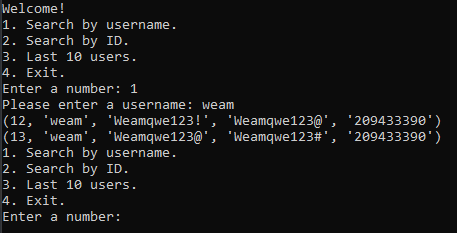 Welcome!
1. Search by username.
2. Search by ID.
3. Last 10 users.
4. Exit.
Enter a number: 1
Please enter a username: weam
(12, 'weam', 'Weamqwe123!', 'Weamqwe123@', '209433390')
(13, 'weam', 'Weamqwe123@', 'Weamqwe123#', '209433390')
1. Search by username.
2. Search by ID.
3. Last 10 users.
4. Exit.
Enter a number: